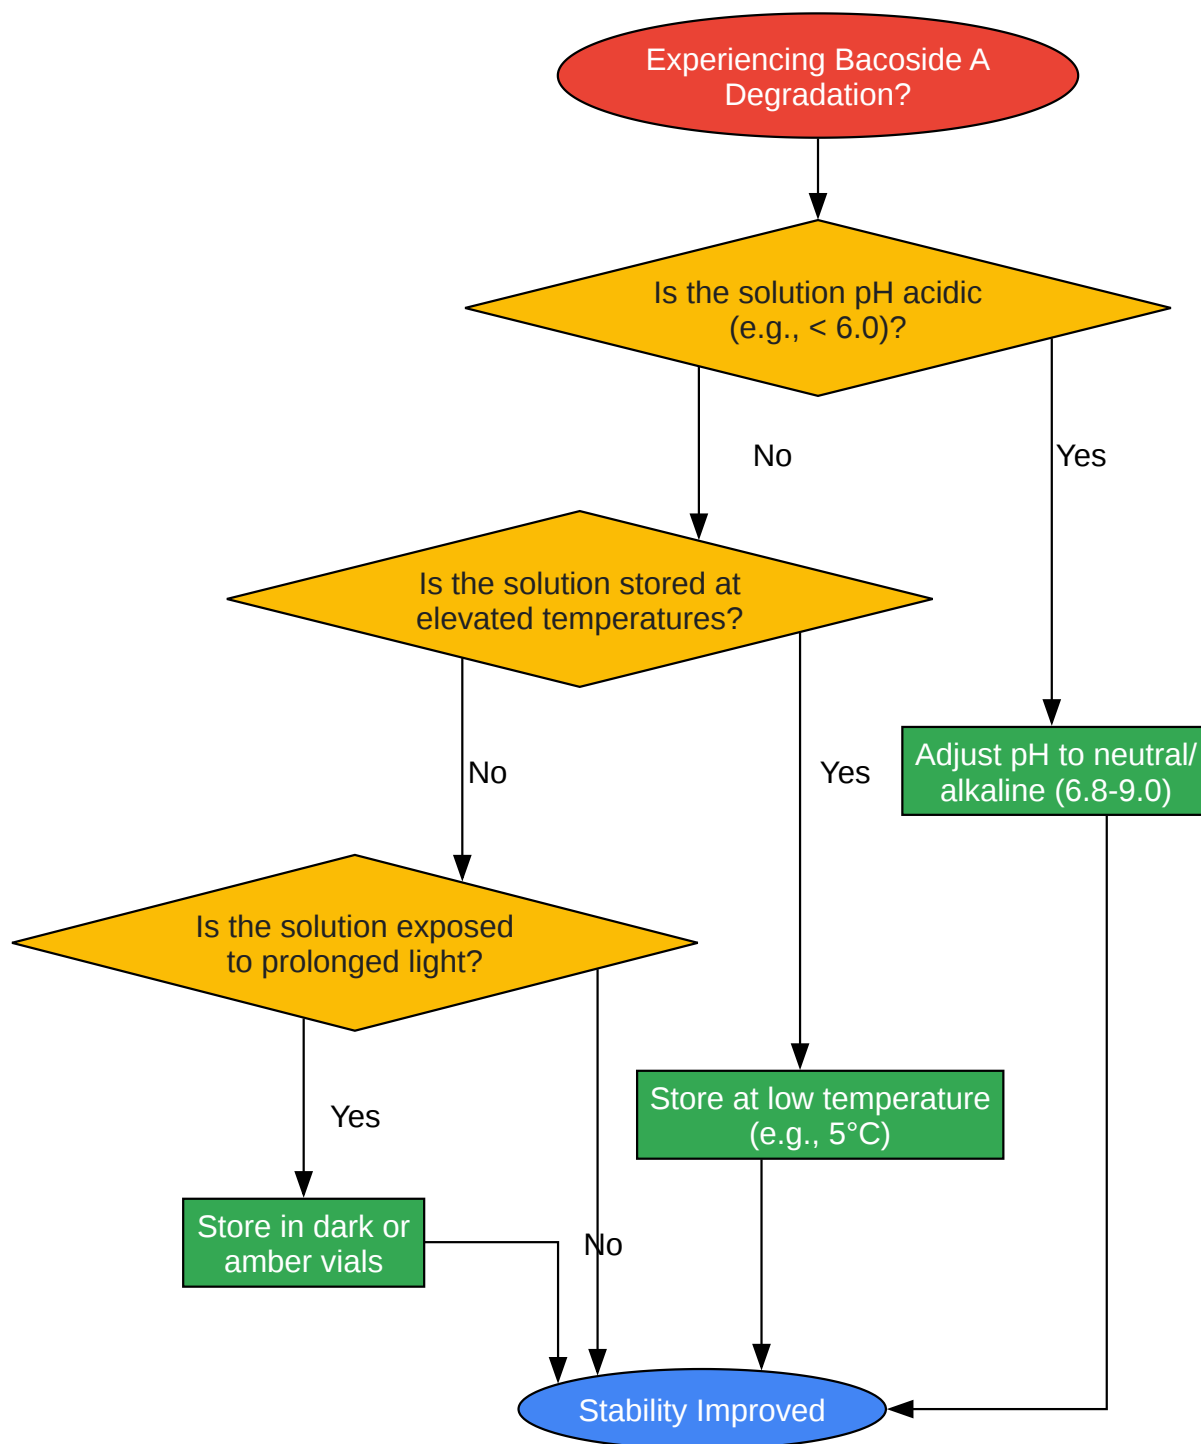 Experiencing Bacoside A
Degradation?
Is the solution pH acidic
(e.g., < 6.0)?
No
Yes
Is the solution stored at
elevated temperatures?
No
Yes
Adjust pH to neutral/
alkaline (6.8-9.0)
Is the solution exposed
to prolonged light?
Yes
No
Store at low temperature
(e.g., 5°C)
Store in dark or
amber vials
Stability Improved